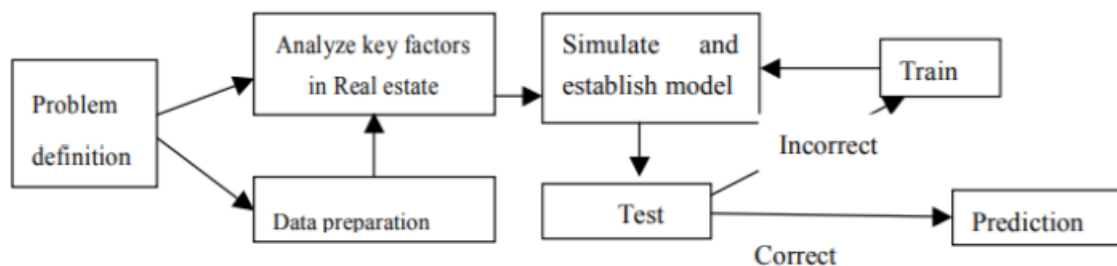 Problem
definition
Analyze key factors
in Real estate
Data preparation
Simulate and
establish model
Train
Incorrect
Test
Correct
Prediction